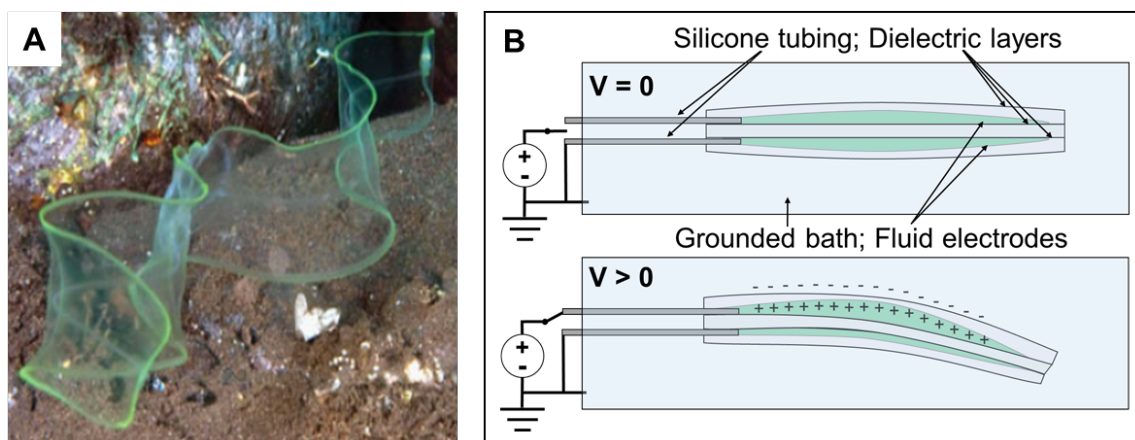 A
B
Silicone tubing; Dielectric layers
V = 0
+
-
Grounded bath; Fluid electrodes
V > 0
- - - - - - - - - - - -
+ + + + + + + + + + + + +
+
-